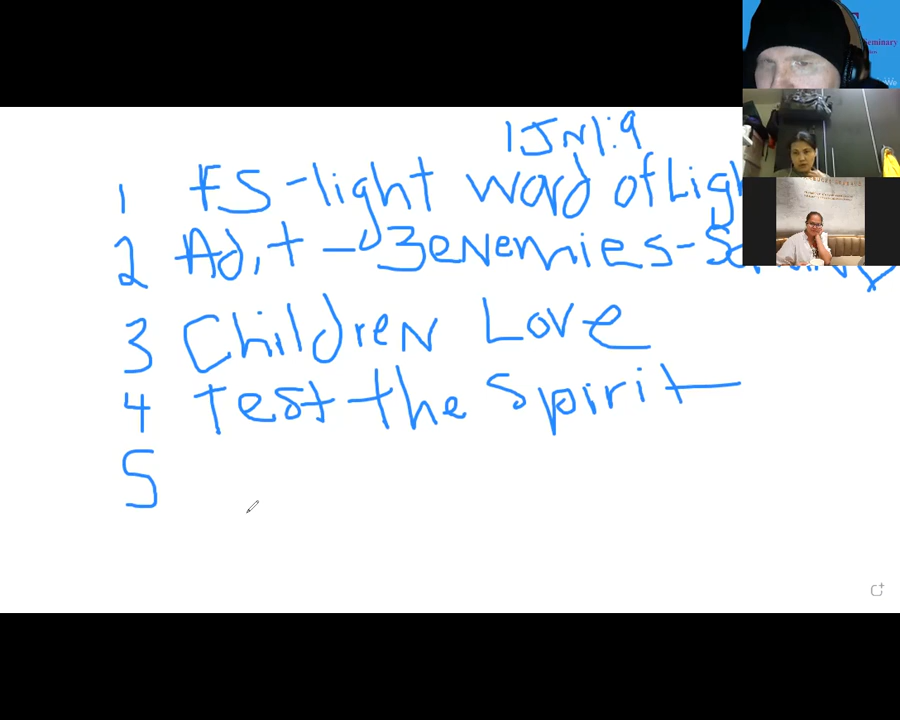 1JN1:9
1 FS-light Word of Ligh
2 Ad,t → 3enemies-S
3 Children Love
4 Test the Spirit
5
eminary